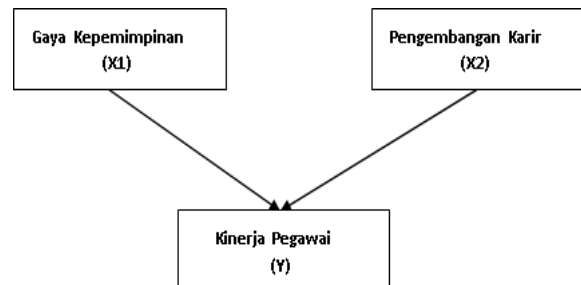 Gaya Kepemimpinan
(X1)
Pengembangan Karir
(X2)
Kinerja Pegawai
(Y)